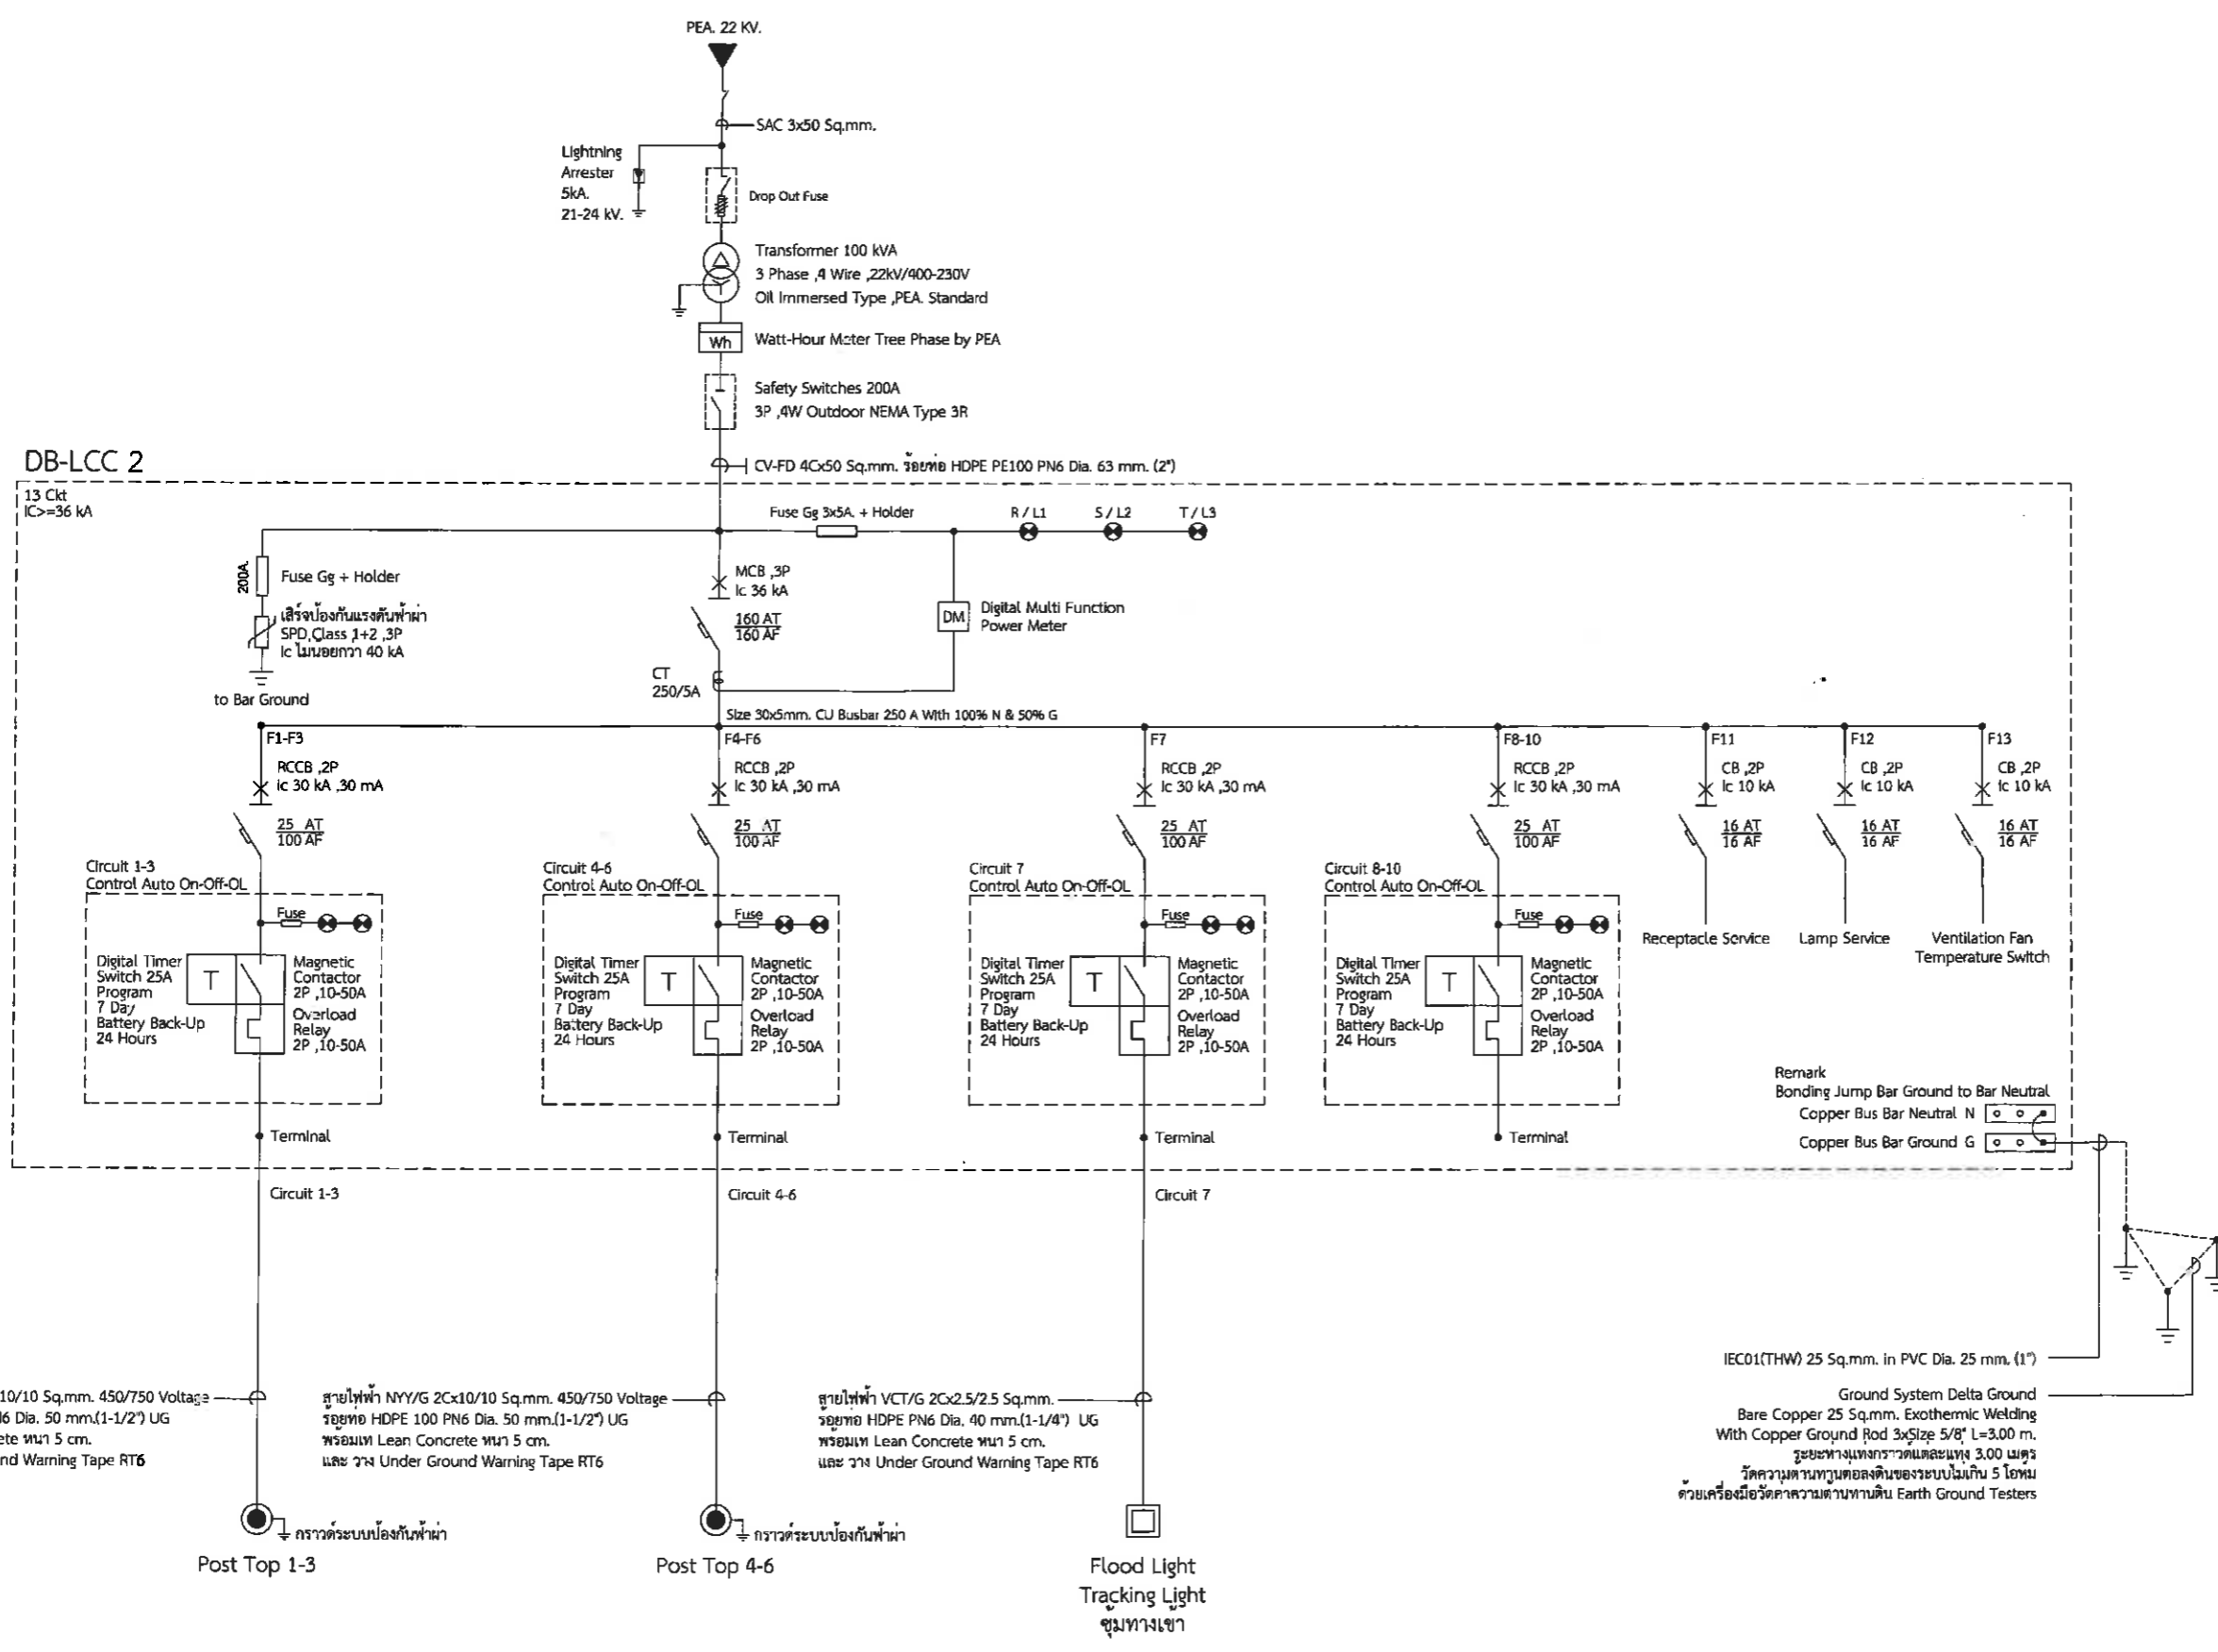 PEA. 22 KV.
SAC 3x50 Sq.mm.
Lightning
Arrester
5kA.
21-24 kV.
Drop Out Fuse
Transformer 100 kVA
3 Phase ,4 Wire ,22kV/400-230V
Oil Immersed Type ,PEA. Standard
Wh
Watt-Hour Meter Tree Phase by PEA
Safety Switches 200A
3P ,4W Outdoor NEMA Type 3R
DB-LCC 2
CV-FD 4Cx50 Sq.mm. ร้อยท่อ HDPE PE100 PN6 Dia. 63 mm. (2")
13 Ckt
IC>=36 kA
Fuse Gg 3x5A. + Holder
R / L1
S / L2
T / L3
200A.
Fuse Gg + Holder
เสิร์จป้องกันแรงดันฟ้าผ่า
SPD,Class 1+2 ,3P
Ic ไม่น้อยกว่า 40 kA
to Bar Ground
MCB ,3P
Ic 36 kA
160 AT
160 AF
DM
Digital Multi Function
Power Meter
CT
250/5A
Size 30x5mm. CU Busbar 250 A With 100% N & 50% G
F1-F3
RCCB ,2P
Ic 30 kA ,30 mA
25 AT
100 AF
F4-F6
RCCB ,2P
Ic 30 kA ,30 mA
25 AT
100 AF
F7
RCCB ,2P
Ic 30 kA ,30 mA
25 AT
100 AF
F8-10
RCCB ,2P
Ic 30 kA ,30 mA
25 AT
100 AF
F11
CB ,2P
Ic 10 kA
16 AT
16 AF
Receptacle Service
F12
CB ,2P
Ic 10 kA
16 AT
16 AF
Lamp Service
F13
CB ,2P
Ic 10 kA
16 AT
16 AF
Ventilation Fan
Temperature Switch
Circuit 1-3
Control Auto On-Off-OL
Fuse
Digital Timer
Switch 25A
Program
7 Day
Battery Back-Up
24 Hours
T
Magnetic
Contactor
2P ,10-50A
Overload
Relay
2P ,10-50A
Terminal
Circuit 4-6
Control Auto On-Off-OL
Fuse
Digital Timer
Switch 25A
Program
7 Day
Battery Back-Up
24 Hours
T
Magnetic
Contactor
2P ,10-50A
Overload
Relay
2P ,10-50A
Terminal
Circuit 7
Control Auto On-Off-OL
Fuse
Digital Timer
Switch 25A
Program
7 Day
Battery Back-Up
24 Hours
T
Magnetic
Contactor
2P ,10-50A
Overload
Relay
2P ,10-50A
Terminal
Circuit 8-10
Control Auto On-Off-OL
Fuse
Digital Timer
Switch 25A
Program
7 Day
Battery Back-Up
24 Hours
T
Magnetic
Contactor
2P ,10-50A
Overload
Relay
2P ,10-50A
Terminal
Remark
Bonding Jump Bar Ground to Bar Neutral
Copper Bus Bar Neutral N
Copper Bus Bar Ground G
Circuit 1-3
Circuit 4-6
Circuit 7
10/10 Sq.mm. 450/750 Voltage
6 Dia. 50 mm.(1-1/2") UG
ete หนา 5 cm.
nd Warning Tape RT6
สายไฟฟ้า NYY/G 2Cx10/10 Sq.mm. 450/750 Voltage
ร้อยท่อ HDPE 100 PN6 Dia. 50 mm.(1-1/2") UG
พร้อมเท Lean Concrete หนา 5 cm.
และ วาง Under Ground Warning Tape RT6
สายไฟฟ้า VCT/G 2Cx2.5/2.5 Sq.mm.
ร้อยท่อ HDPE PN6 Dia. 40 mm.(1-1/4") UG
พร้อมเท Lean Concrete หนา 5 cm.
และ วาง Under Ground Warning Tape RT6
IEC01(THW) 25 Sq.mm. in PVC Dia. 25 mm. (1")
Ground System Delta Ground
Bare Copper 25 Sq.mm. Exothermic Welding
With Copper Ground Rod 3xSize 5/8" L=3.00 m.
ระยะห่างแท่งกราวด์แต่ละแท่ง 3.00 เมตร
วัดความต้านทานต่อลงดินของระบบไม่เกิน 5 โอห์ม
ด้วยเครื่องมือวัดค่าความต้านทานดิน Earth Ground Testers
กราวด์ระบบป้องกันฟ้าผ่า
Post Top 1-3
กราวด์ระบบป้องกันฟ้าผ่า
Post Top 4-6
Flood Light
Tracking Light
ซุ้มทางเข้า